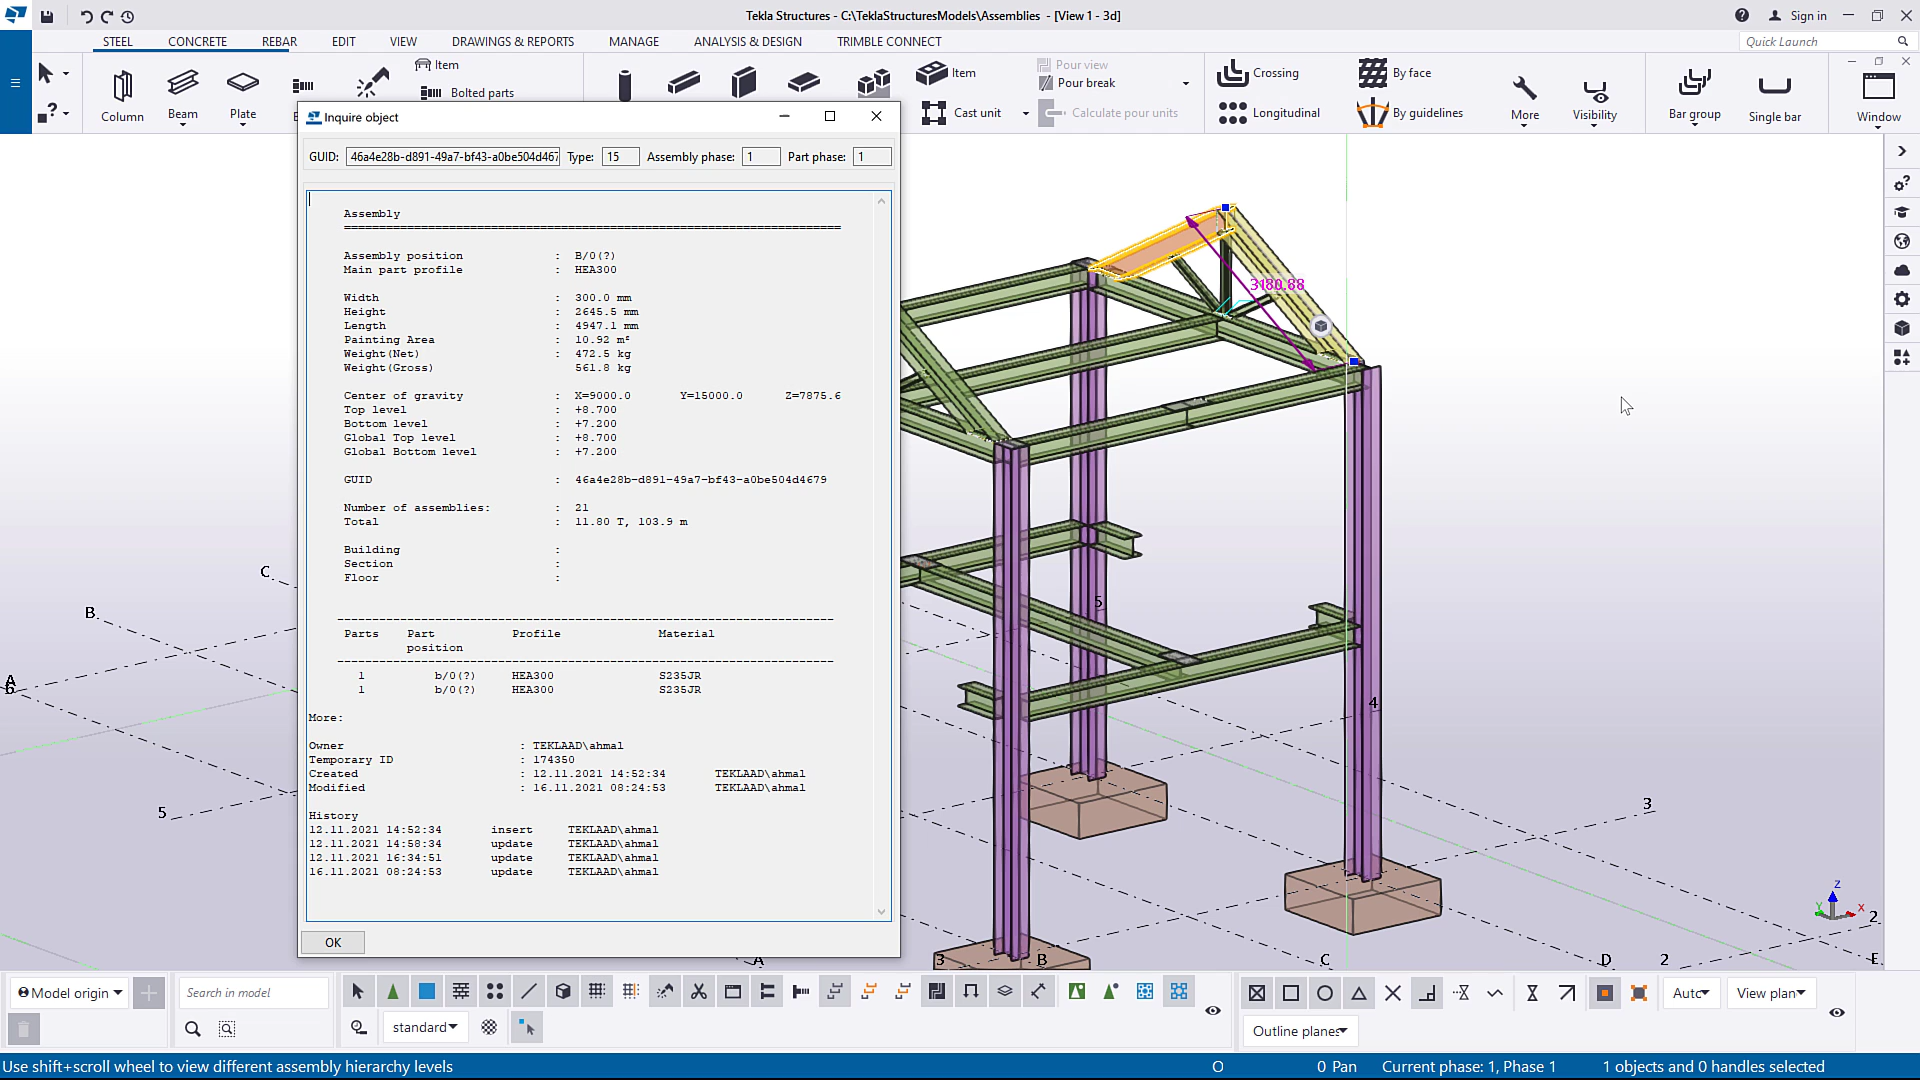 Tekla Structures - C:\TeklaStructuresModels\Assemblies - [View 1 - 3d]
Sign in
STEEL CONCRETE REBAR EDIT VIEW DRAWINGS & REPORTS MANAGE ANALYSIS & DESIGN TRIMBLE CONNECT
Quick Launch
Column
Beam
Plate
Item
Bolted parts
Item
Cast unit
Pour view
Pour break
Calculate pour units
Crossing
Longitudinal
By face
By guidelines
More
Visibility
Bar group
Single bar
Window
Inquire object
GUID: 46a4e28b-d891-49a7-bf43-a0be504d467 Type: 15 Assembly phase: 1 Part phase: 1
Assembly
Assembly position : B/0(?)
Main part profile : HEA300
Width : 300.0 mm
Height : 2645.5 mm
Length : 4947.1 mm
Painting Area : 10.92 m²
Weight(Net) : 472.5 kg
Weight(Gross) : 561.8 kg
Center of gravity : X=9000.0 Y=15000.0 Z=7875.6
Top level : +8.700
Bottom level : +7.200
Global Top level : +8.700
Global Bottom level : +7.200
GUID : 46a4e28b-d891-49a7-bf43-a0be504d4679
Number of assemblies: : 21
Total : 11.80 T, 103.9 m
Building :
Section :
Floor :
Parts Part Profile Material
position
1 b/0(?) HEA300 S235JR
1 b/0(?) HEA300 S235JR
More:
Owner : TEKLAAD\ahmal
Temporary ID : 174350
Created : 12.11.2021 14:52:34 TEKLAAD\ahmal
Modified : 16.11.2021 08:24:53 TEKLAAD\ahmal
History
12.11.2021 14:52:34 insert TEKLAAD\ahmal
12.11.2021 14:58:34 update TEKLAAD\ahmal
12.11.2021 16:34:51 update TEKLAAD\ahmal
16.11.2021 08:24:53 update TEKLAAD\ahmal
OK
3180.88
C
B
A
6
5
5
4
3
2
A
3
B
C
D
2
E
Z
Y
X
Model origin
Search in model
standard
Auto
View plan
Outline planes
Use shift+scroll wheel to view different assembly hierarchy levels
O 0 Pan Current phase: 1, Phase 1 1 objects and 0 handles selected